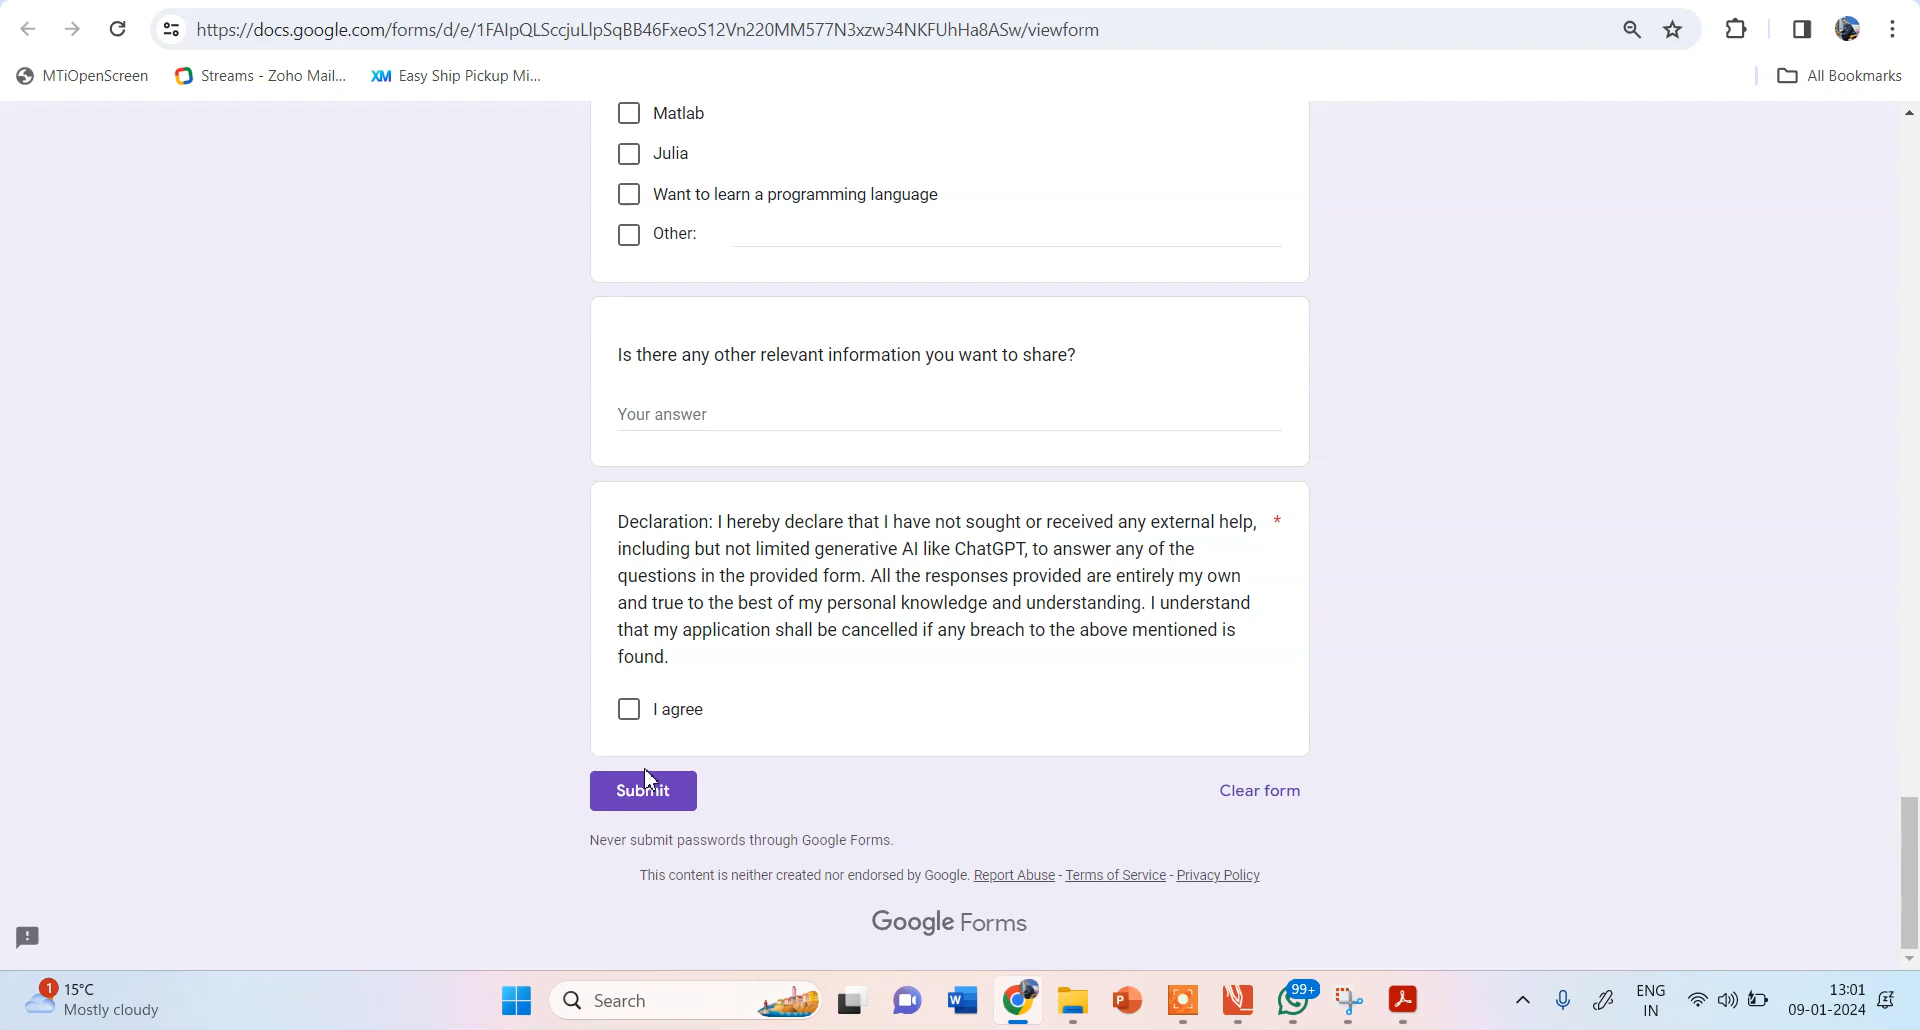 https://docs.google.com/forms/d/e/1FAIpQLSccjuLlpSqBB46FxeoS12Vn220MM577N3xzw34NKFUhHa8ASw/viewform
MTiOpenScreen
Streams - Zoho Mail...
XM Easy Ship Pickup Mi...
All Bookmarks
Matlab
Julia
Want to learn a programming language
Other:
Is there any other relevant information you want to share?
Your answer
Declaration: I hereby declare that I have not sought or received any external help, *
including but not limited generative AI like ChatGPT, to answer any of the
questions in the provided form. All the responses provided are entirely my own
and true to the best of my personal knowledge and understanding. I understand
that my application shall be cancelled if any breach to the above mentioned is
found.
I agree
Submit
Clear form
Never submit passwords through Google Forms.
This content is neither created nor endorsed by Google. Report Abuse - Terms of Service - Privacy Policy
Google Forms
1
15°C
Mostly cloudy
Search
W
P
99+
ENG
IN
13:01
09-01-2024